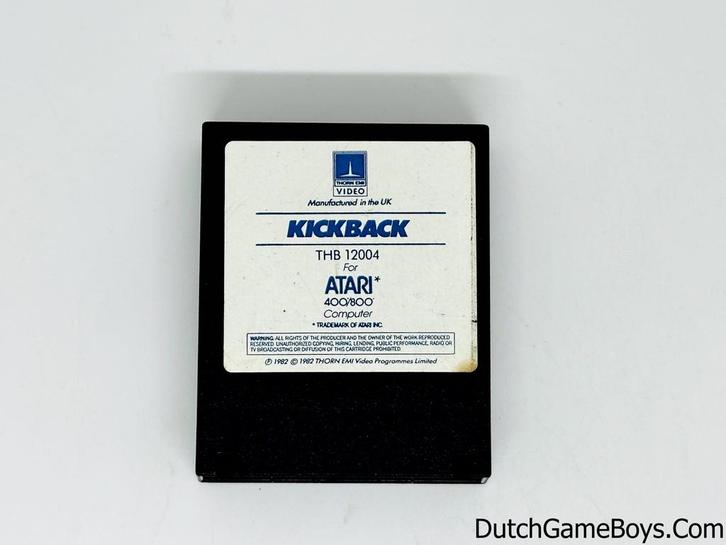 THORN EMI
VIDEO
Manufactured in the UK
KICKBACK
THB 12004
For
ATARI*
400/800
Computer
* TRADEMARK OF ATARI INC.
WARNING. ALL RIGHTS OF THE PRODUCER AND THE OWNER OF THE WORK REPRODUCED
RESERVED. UNAUTHORIZED COPYING, HIRING, LENDING, PUBLIC PERFORMANCE, RADIO OR
TV BROADCASTING OR DIFFUSION OF THIS CARTRIDGE PROHIBITED.
℗ 1982 © 1982 THORN EMI Video Programmes Limited
DutchGameBoys.Com